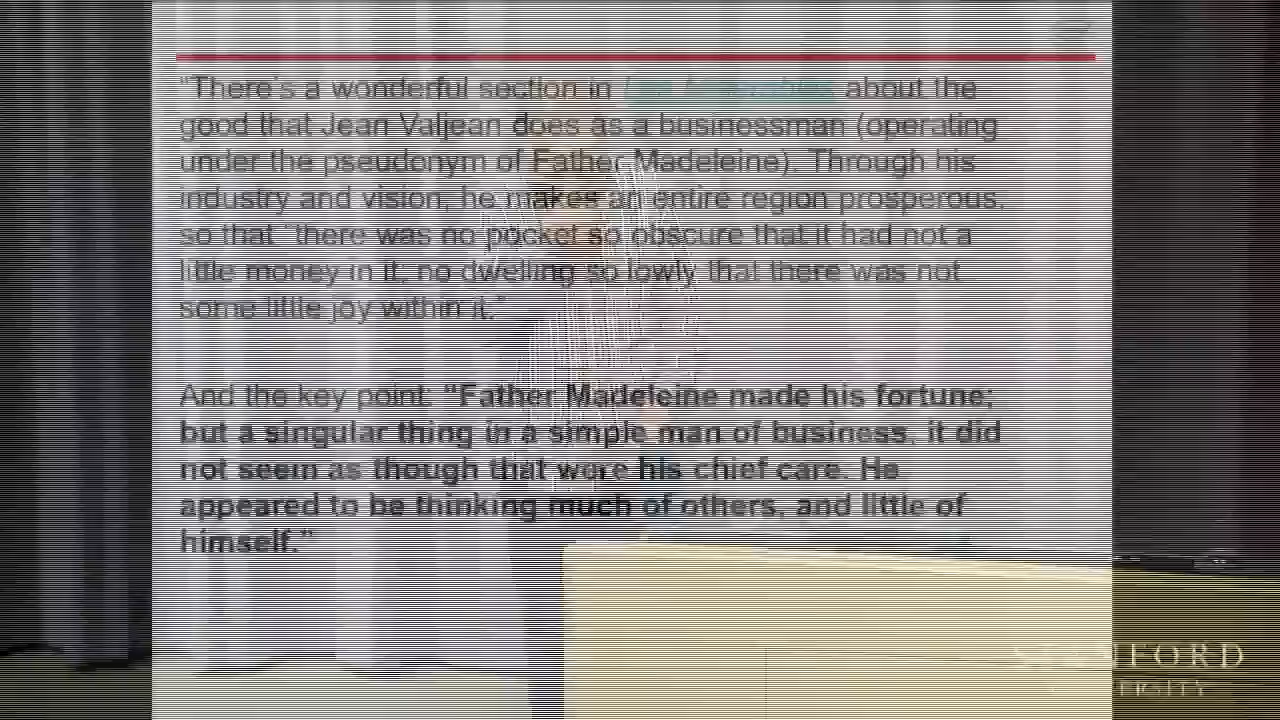 “There's a wonderful section in Les Miserables about the
good that Jean Valjean does as a businessman (operating
under the pseudonym of Father Madeleine). Through his
industry and vision, he makes an entire region prosperous,
so that “there was no pocket so obscure that it had not a
little money in it; no dwelling so lowly that there was not
some little joy within it.”
And the key point: “Father Madeleine made his fortune;
but a singular thing in a simple man of business, it did
not seem as though that were his chief care. He
appeared to be thinking much of others, and little of
himself.”
STANFORD
UNIVERSITY